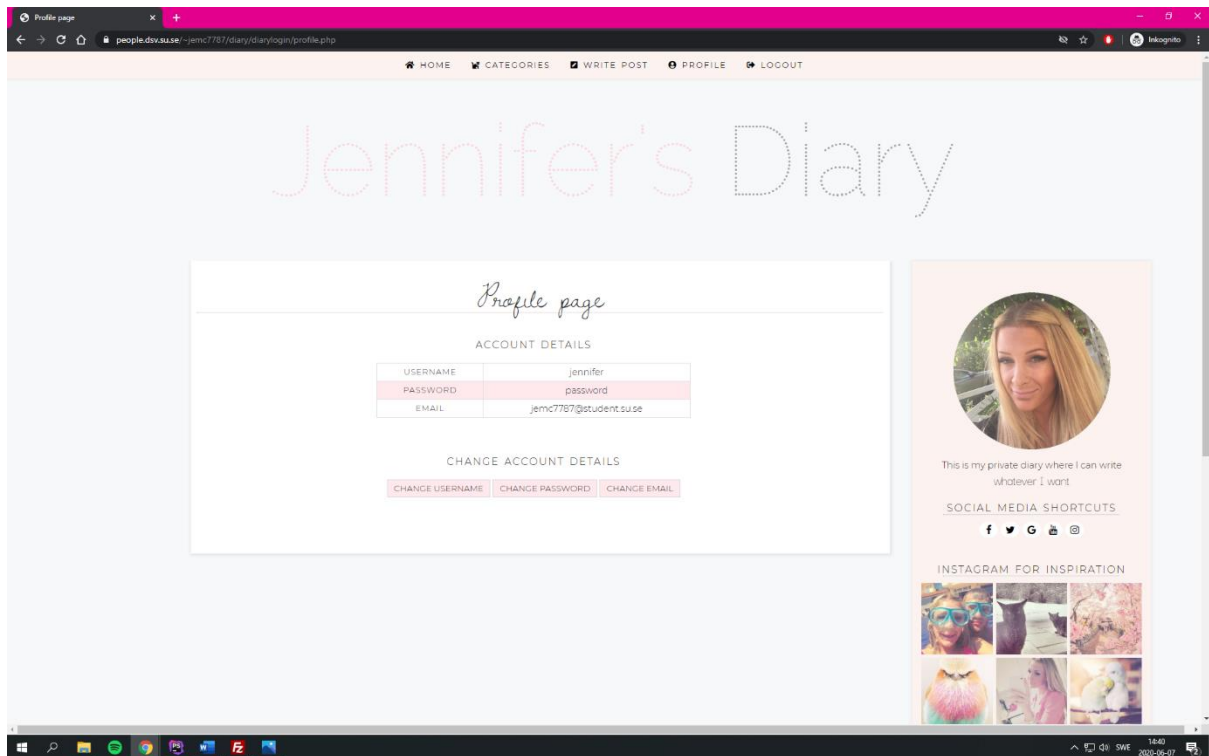 Profile page
people.dsv.su.se/~jemc7787/diary/diarylogin/profile.php
Inkognito
HOME CATEGORIES WRITE POST PROFILE LOGOUT
Jennifer's Diary
Profile page
ACCOUNT DETAILS
USERNAME jennifer
PASSWORD password
EMAIL jemc7787@student.su.se
CHANGE ACCOUNT DETAILS
CHANGE USERNAME CHANGE PASSWORD CHANGE EMAIL
This is my private diary where I can write
whatever I want
SOCIAL MEDIA SHORTCUTS
INSTAGRAM FOR INSPIRATION
SWE
14:40
2020-06-07